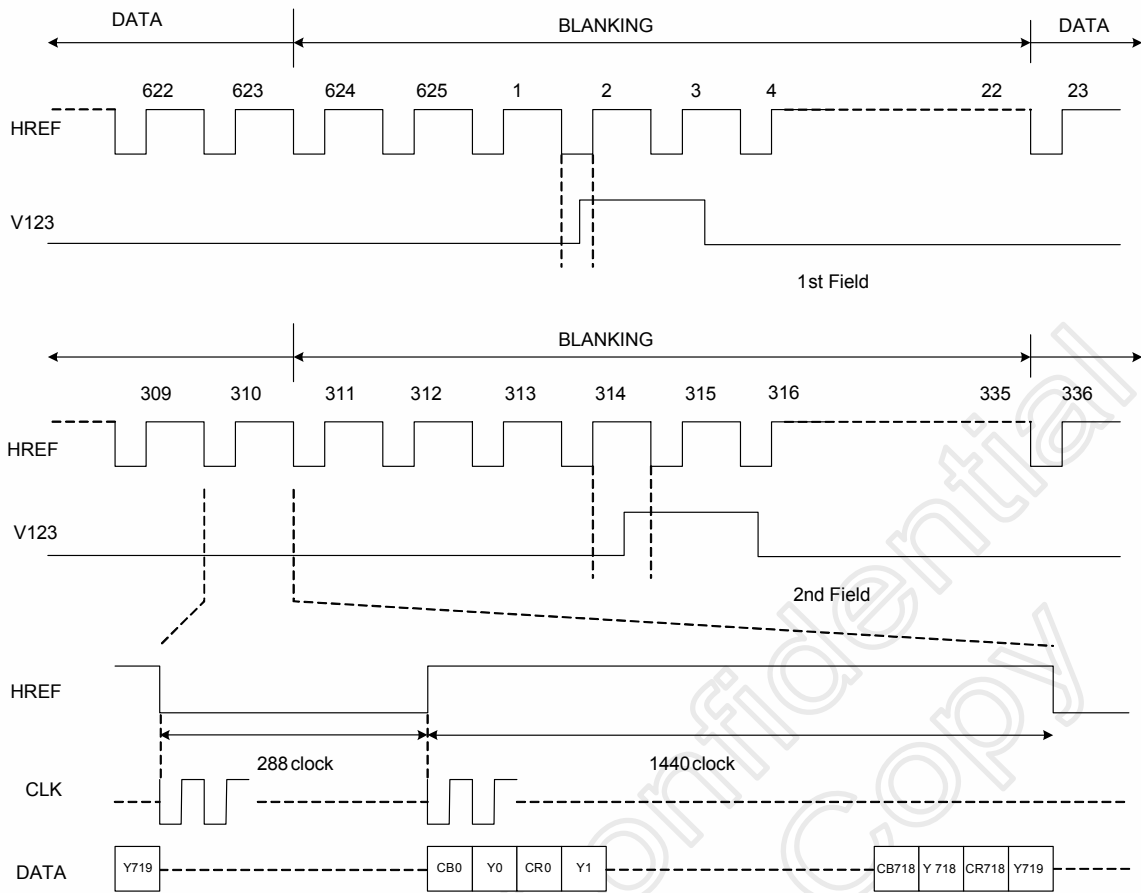 DATA BLANKING DATA
622 623 624 625 1 2 3 4 22 23
HREF
V123
1st Field
BLANKING
309 310 311 312 313 314 315 316 335 336
HREF
V123
2nd Field
HREF
288 clock 1440 clock
CLK
DATA Y719 CB0 Y0 CR0 Y1 CB718 Y 718 CR718 Y719
Confidential
Copy